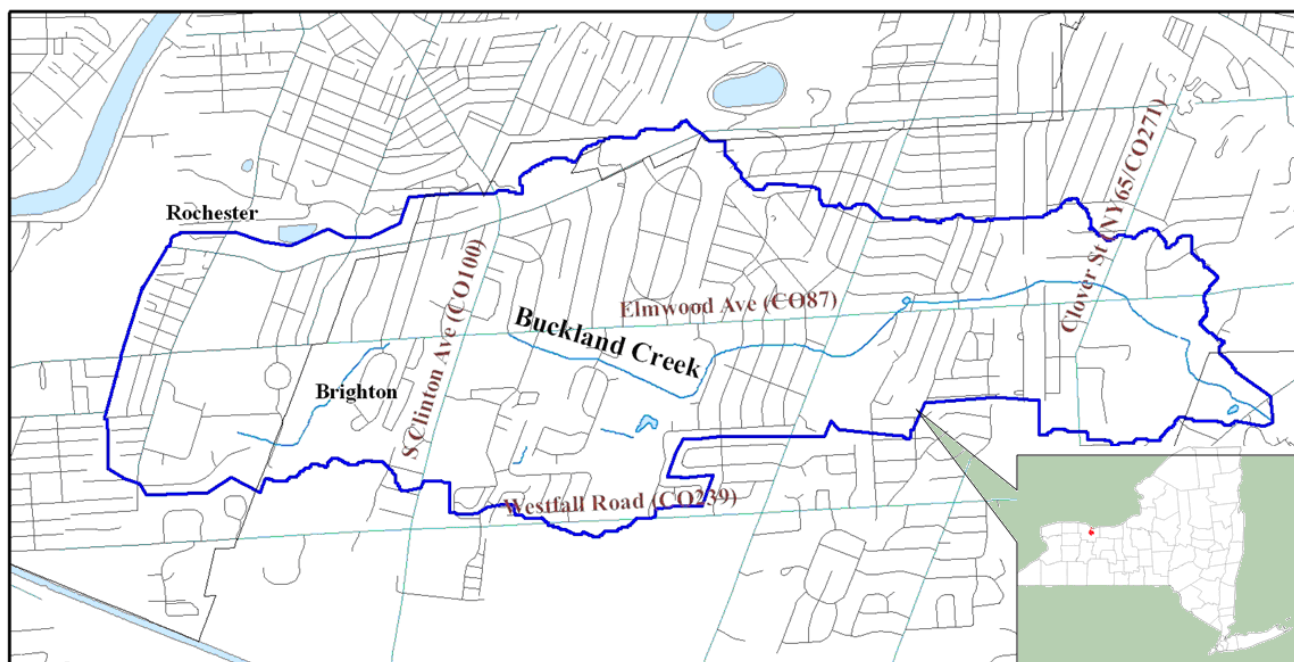 Rochester
Clover St (NY65/CO271)
S Clinton Ave (CO100)
Elmwood Ave (CO87)
Buckland Creek
Brighton
Westfall Road (CO239)